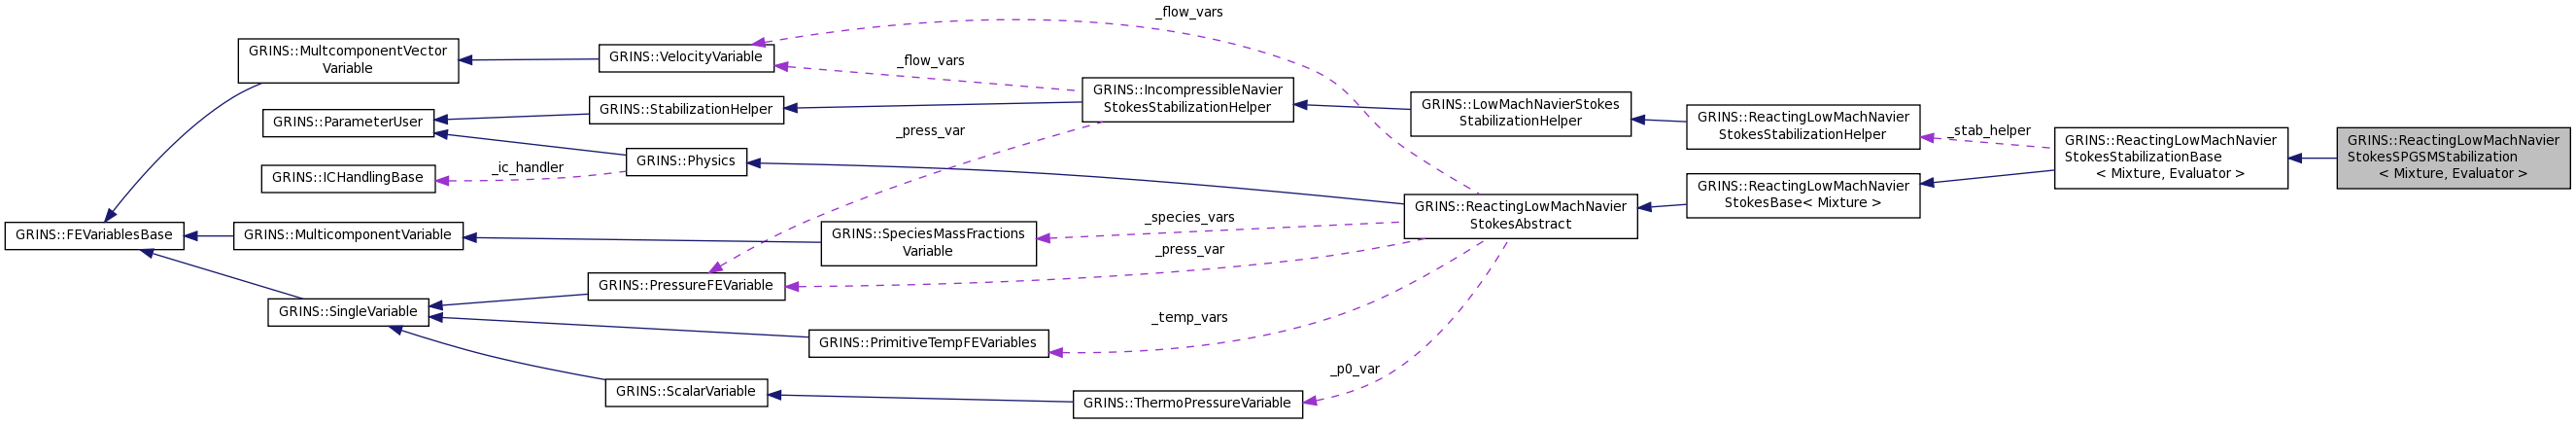 _flow_vars
GRINS::MultcomponentVector
Variable
GRINS::VelocityVariable
_flow_vars
GRINS::IncompressibleNavier
StokesStabilizationHelper
GRINS::StabilizationHelper
GRINS::ParameterUser
GRINS::LowMachNavierStokes
StabilizationHelper
GRINS::ReactingLowMachNavier
StokesStabilizationHelper
_press_var
_stab_helper
GRINS::ReactingLowMachNavier
StokesStabilizationBase
< Mixture, Evaluator >
GRINS::ReactingLowMachNavier
StokesSPGSMStabilization
< Mixture, Evaluator >
GRINS::Physics
_ic_handler
GRINS::ICHandlingBase
GRINS::ReactingLowMachNavier
StokesBase< Mixture >
GRINS::ReactingLowMachNavier
StokesAbstract
_species_vars
GRINS::FEVariablesBase
GRINS::MulticomponentVariable
GRINS::SpeciesMassFractions
Variable
_press_var
GRINS::PressureFEVariable
GRINS::SingleVariable
_temp_vars
GRINS::PrimitiveTempFEVariables
_p0_var
GRINS::ScalarVariable
GRINS::ThermoPressureVariable